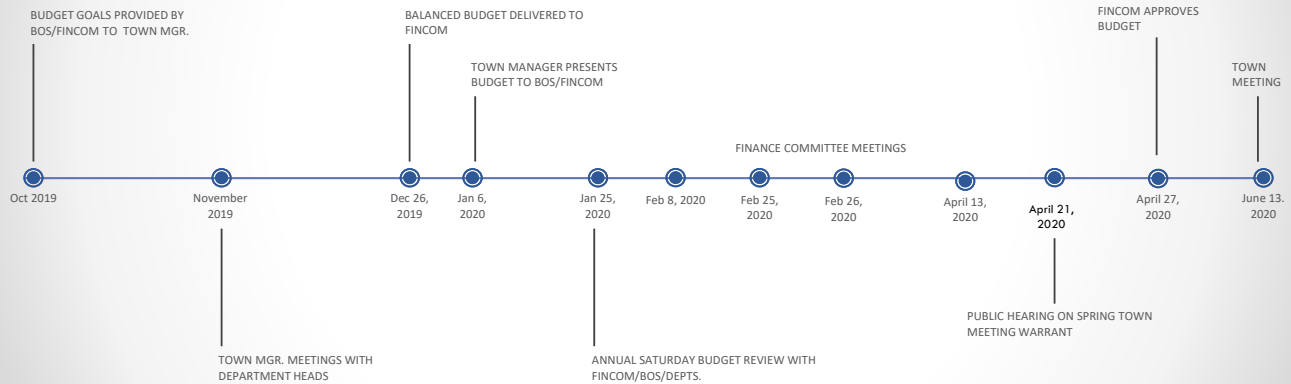 BUDGET GOALS PROVIDED BY
BOS/FINCOM TO TOWN MGR.
BALANCED BUDGET DELIVERED TO
FINCOM
FINCOM APPROVES
BUDGET
TOWN MANAGER PRESENTS
BUDGET TO BOS/FINCOM
TOWN
MEETING
FINANCE COMMITTEE MEETINGS
Oct 2019
November
2019
Dec 26,
2019
Jan 6,
2020
Jan 25,
2020
Feb 8, 2020
Feb 25,
2020
Feb 26,
2020
April 13,
2020
April 21,
2020
April 27,
2020
June 13.
2020
PUBLIC HEARING ON SPRING TOWN
MEETING WARRANT
TOWN MGR. MEETINGS WITH
DEPARTMENT HEADS
ANNUAL SATURDAY BUDGET REVIEW WITH
FINCOM/BOS/DEPTS.